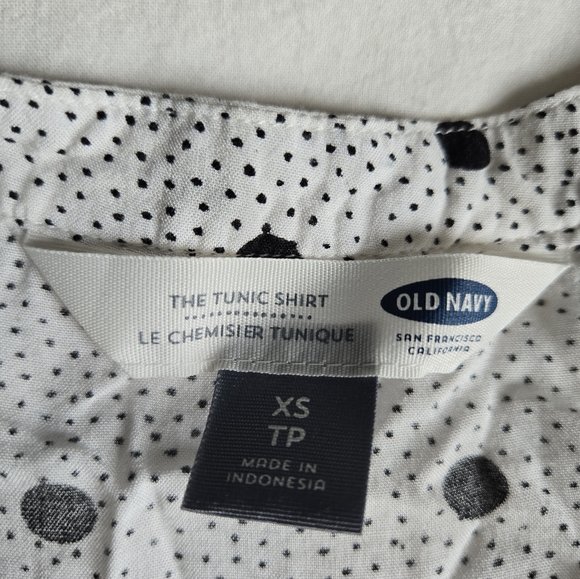 THE TUNIC SHIRT
LE CHEMISIER TUNIQUE
OLD NAVY
SAN FRANCISCO
CALIFORNIA
XS
TP
MADE IN
INDONESIA